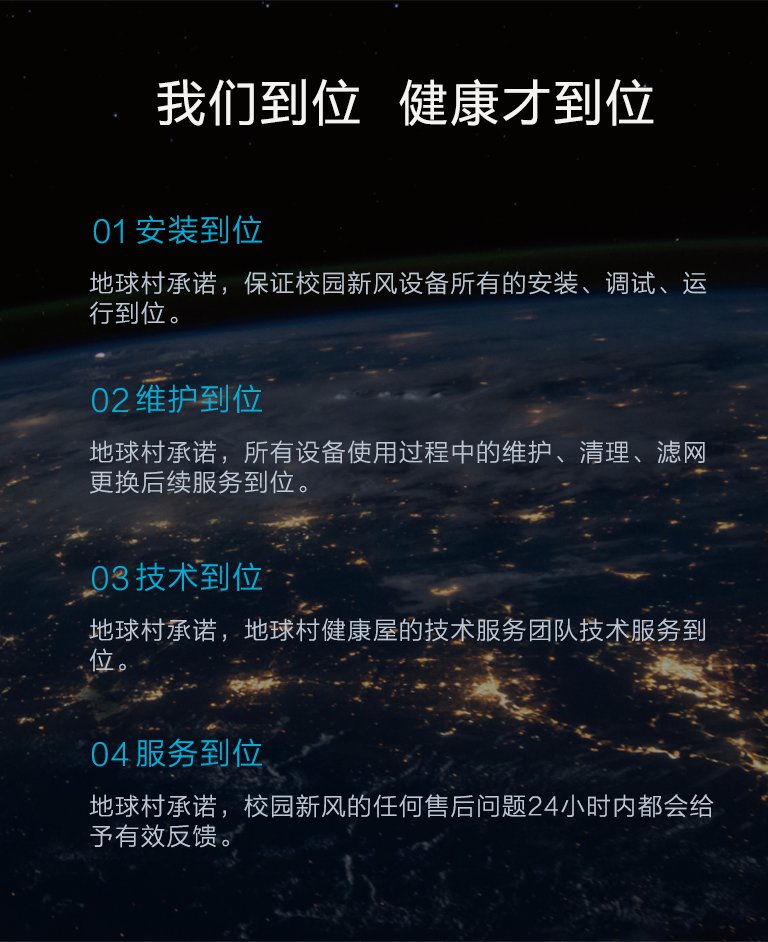 我们到位 健康才到位
01 安装到位
地球村承诺，保证校园新风设备所有的安装、调试、运
行到位。
02 维护到位
地球村承诺，所有设备使用过程中的维护、清理、滤网
更换后续服务到位。
03 技术到位
地球村承诺，地球村健康屋的技术服务团队技术服务到
位。
04 服务到位
地球村承诺，校园新风的任何售后问题24小时内都会给
予有效反馈。